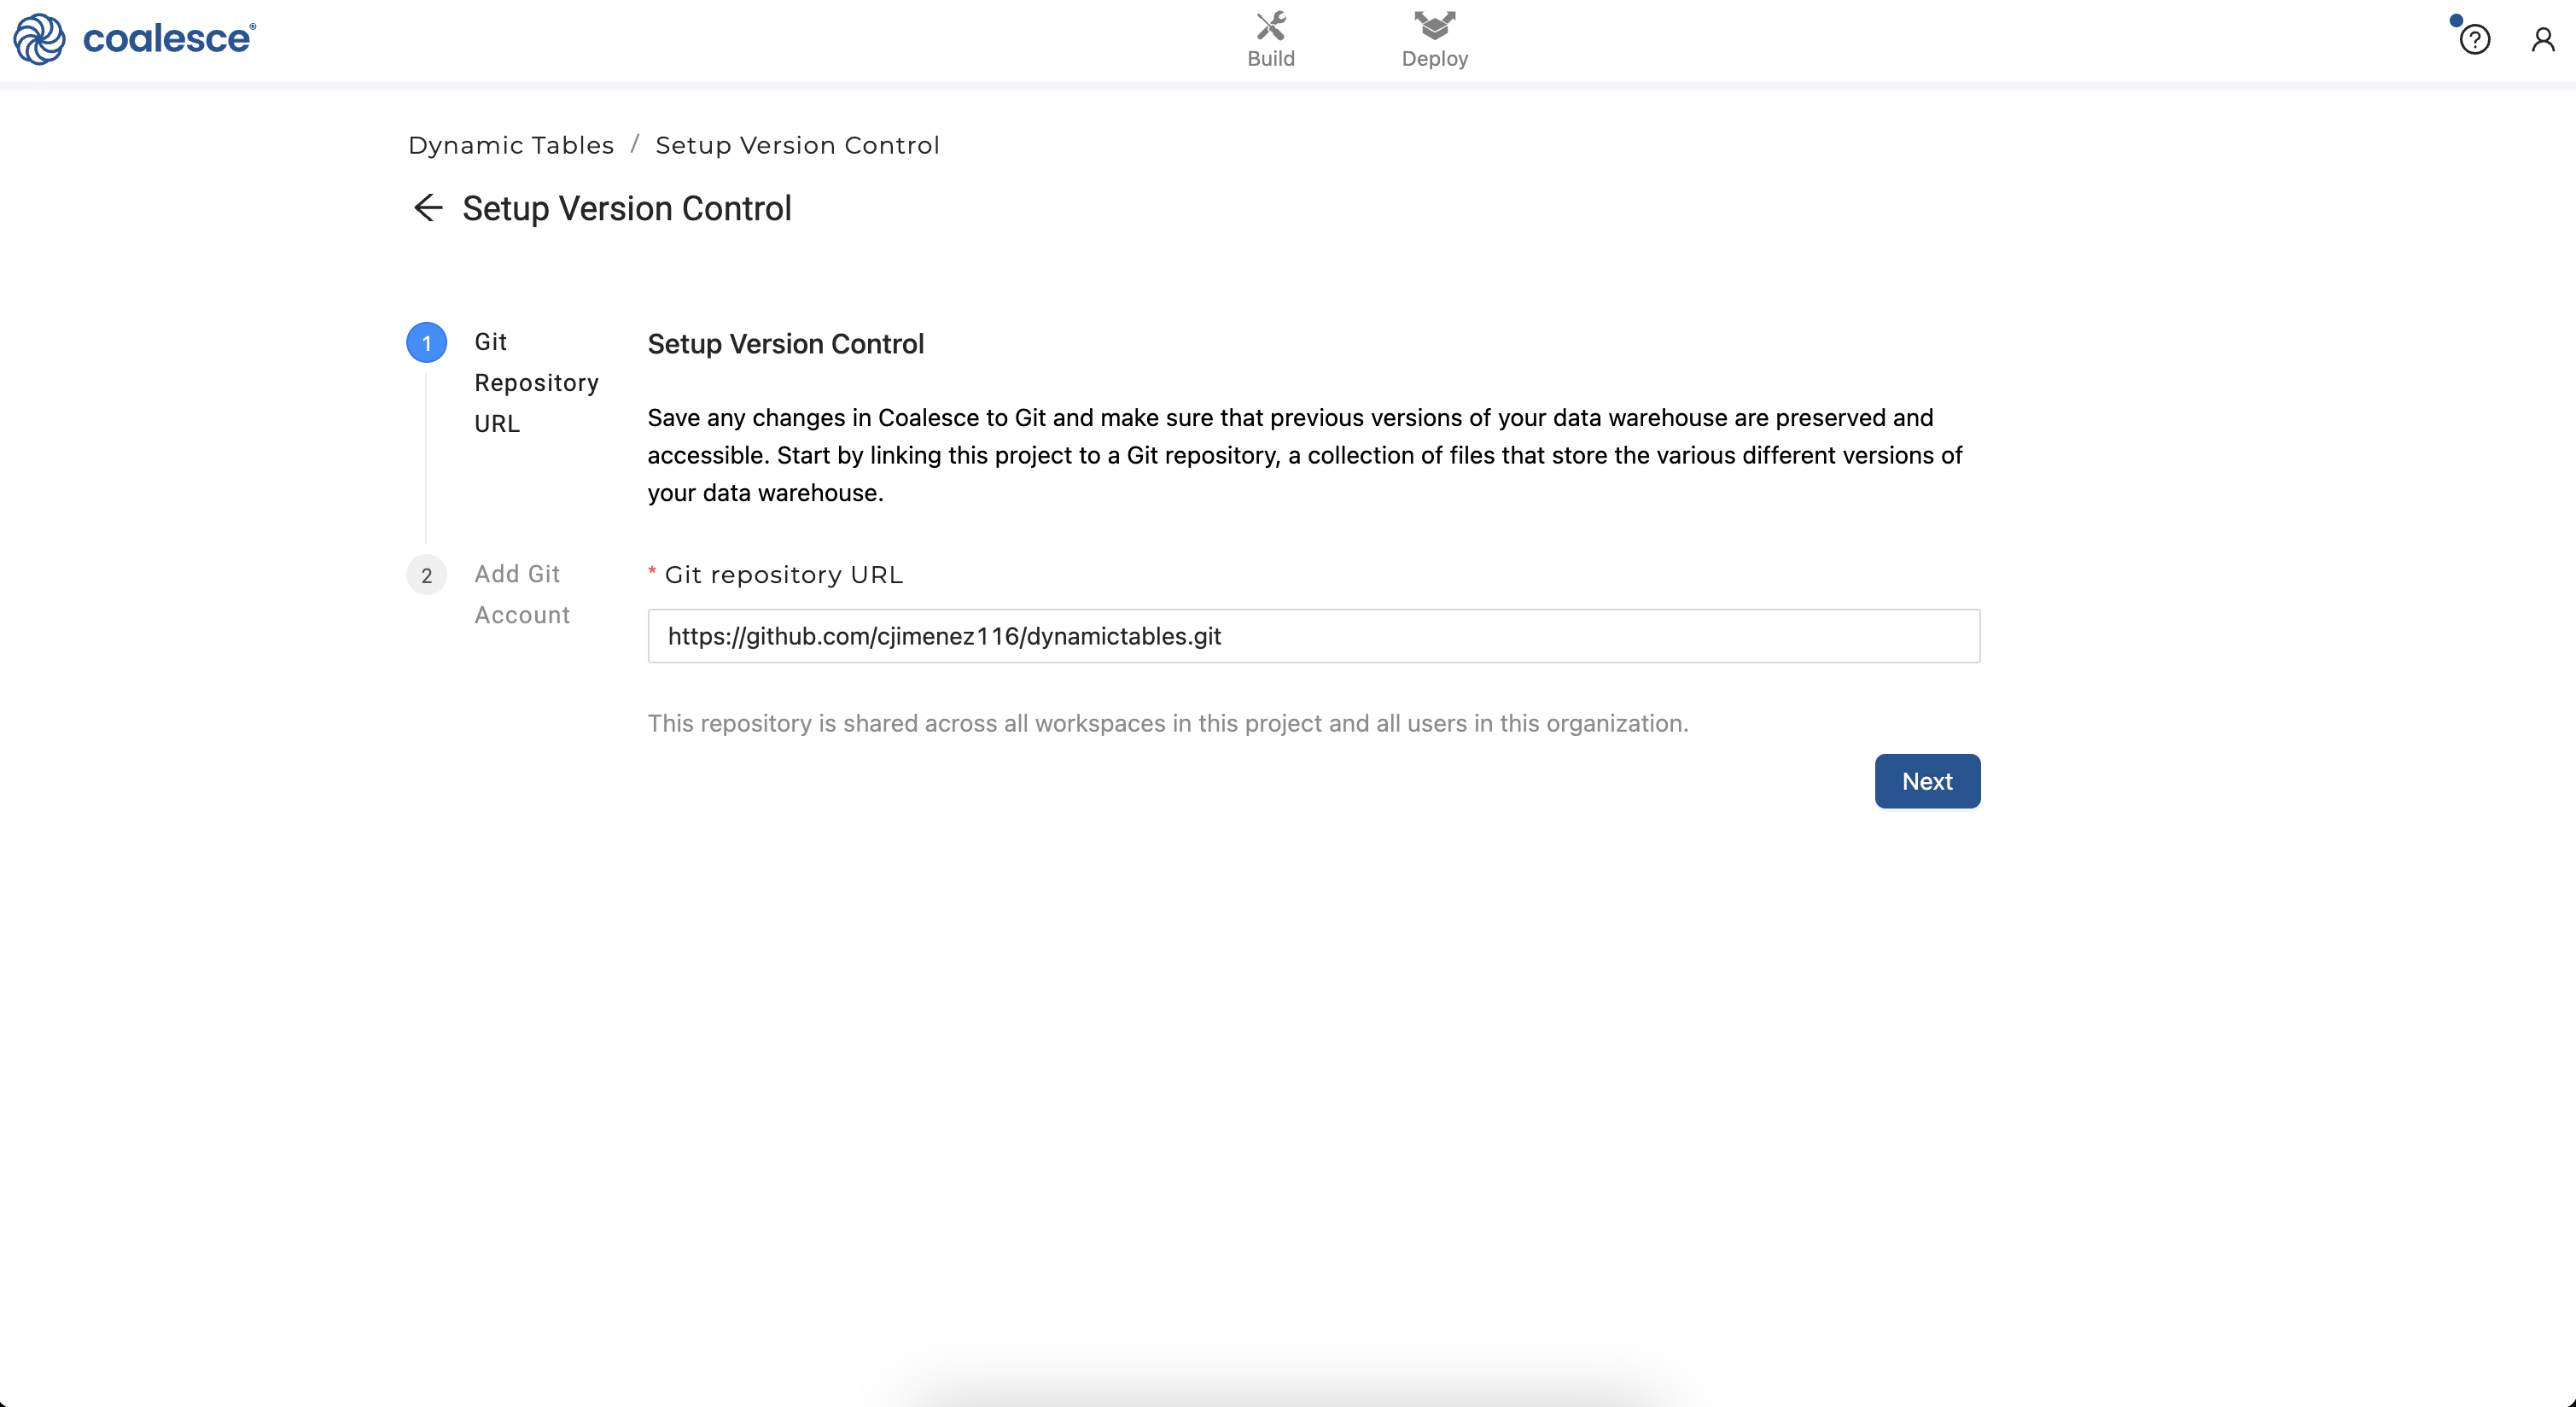 coalesce®
Build
Deploy
?
Dynamic Tables / Setup Version Control
Setup Version Control
1
Git
Repository
URL
Setup Version Control
Save any changes in Coalesce to Git and make sure that previous versions of your data warehouse are preserved and
accessible. Start by linking this project to a Git repository, a collection of files that store the various different versions of
your data warehouse.
2
Add Git
Account
* Git repository URL
https://github.com/cjimenez116/dynamictables.git
This repository is shared across all workspaces in this project and all users in this organization.
Next